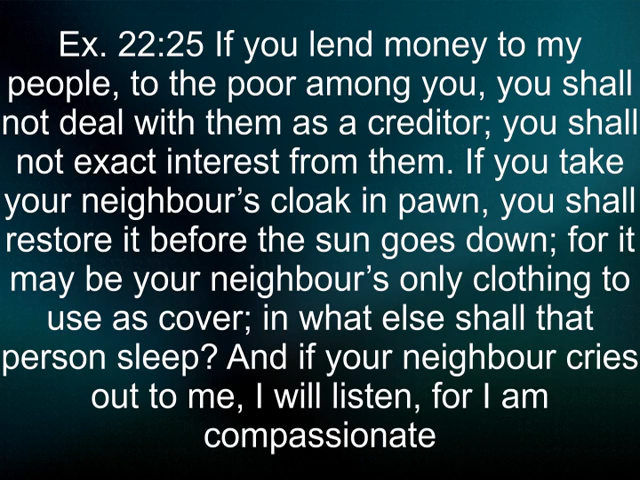 Ex. 22:25 If you lend money to my
people, to the poor among you, you shall
not deal with them as a creditor; you shall
not exact interest from them. If you take
your neighbour’s cloak in pawn, you shall
restore it before the sun goes down; for it
may be your neighbour’s only clothing to
use as cover; in what else shall that
person sleep? And if your neighbour cries
out to me, I will listen, for I am
compassionate